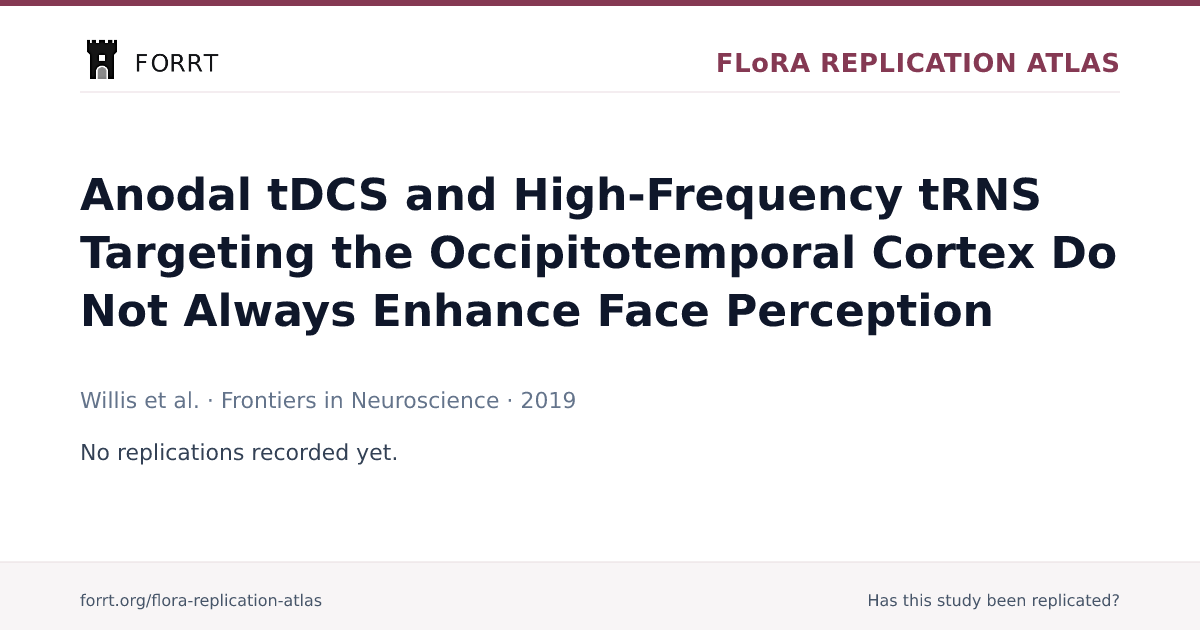 FORRT
FLoRA REPLICATION ATLAS
Anodal tDCS and High-Frequency tRNS
Targeting the Occipitotemporal Cortex Do
Not Always Enhance Face Perception
Willis et al. · Frontiers in Neuroscience · 2019
No replications recorded yet.
forrt.org/flora-replication-atlas
Has this study been replicated?